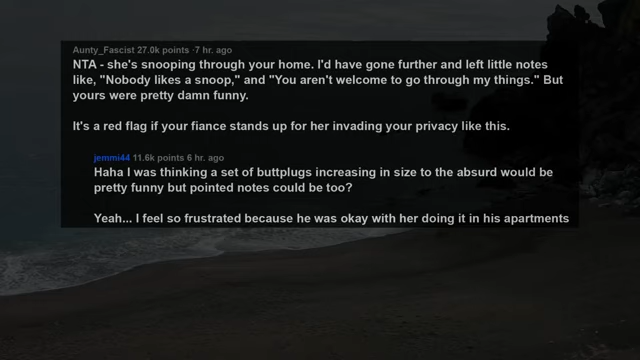 Aunty_Fascist 27.0k points ·7 hr. ago
NTA - she's snooping through your home. I'd have gone further and left little notes
like, "Nobody likes a snoop," and "You aren't welcome to go through my things." But
yours were pretty damn funny.
It's a red flag if your fiance stands up for her invading your privacy like this.
jemmi44 11.6k points 6 hr. ago
Haha I was thinking a set of buttplugs increasing in size to the absurd would be
pretty funny but pointed notes could be too?
Yeah... I feel so frustrated because he was okay with her doing it in his apartments